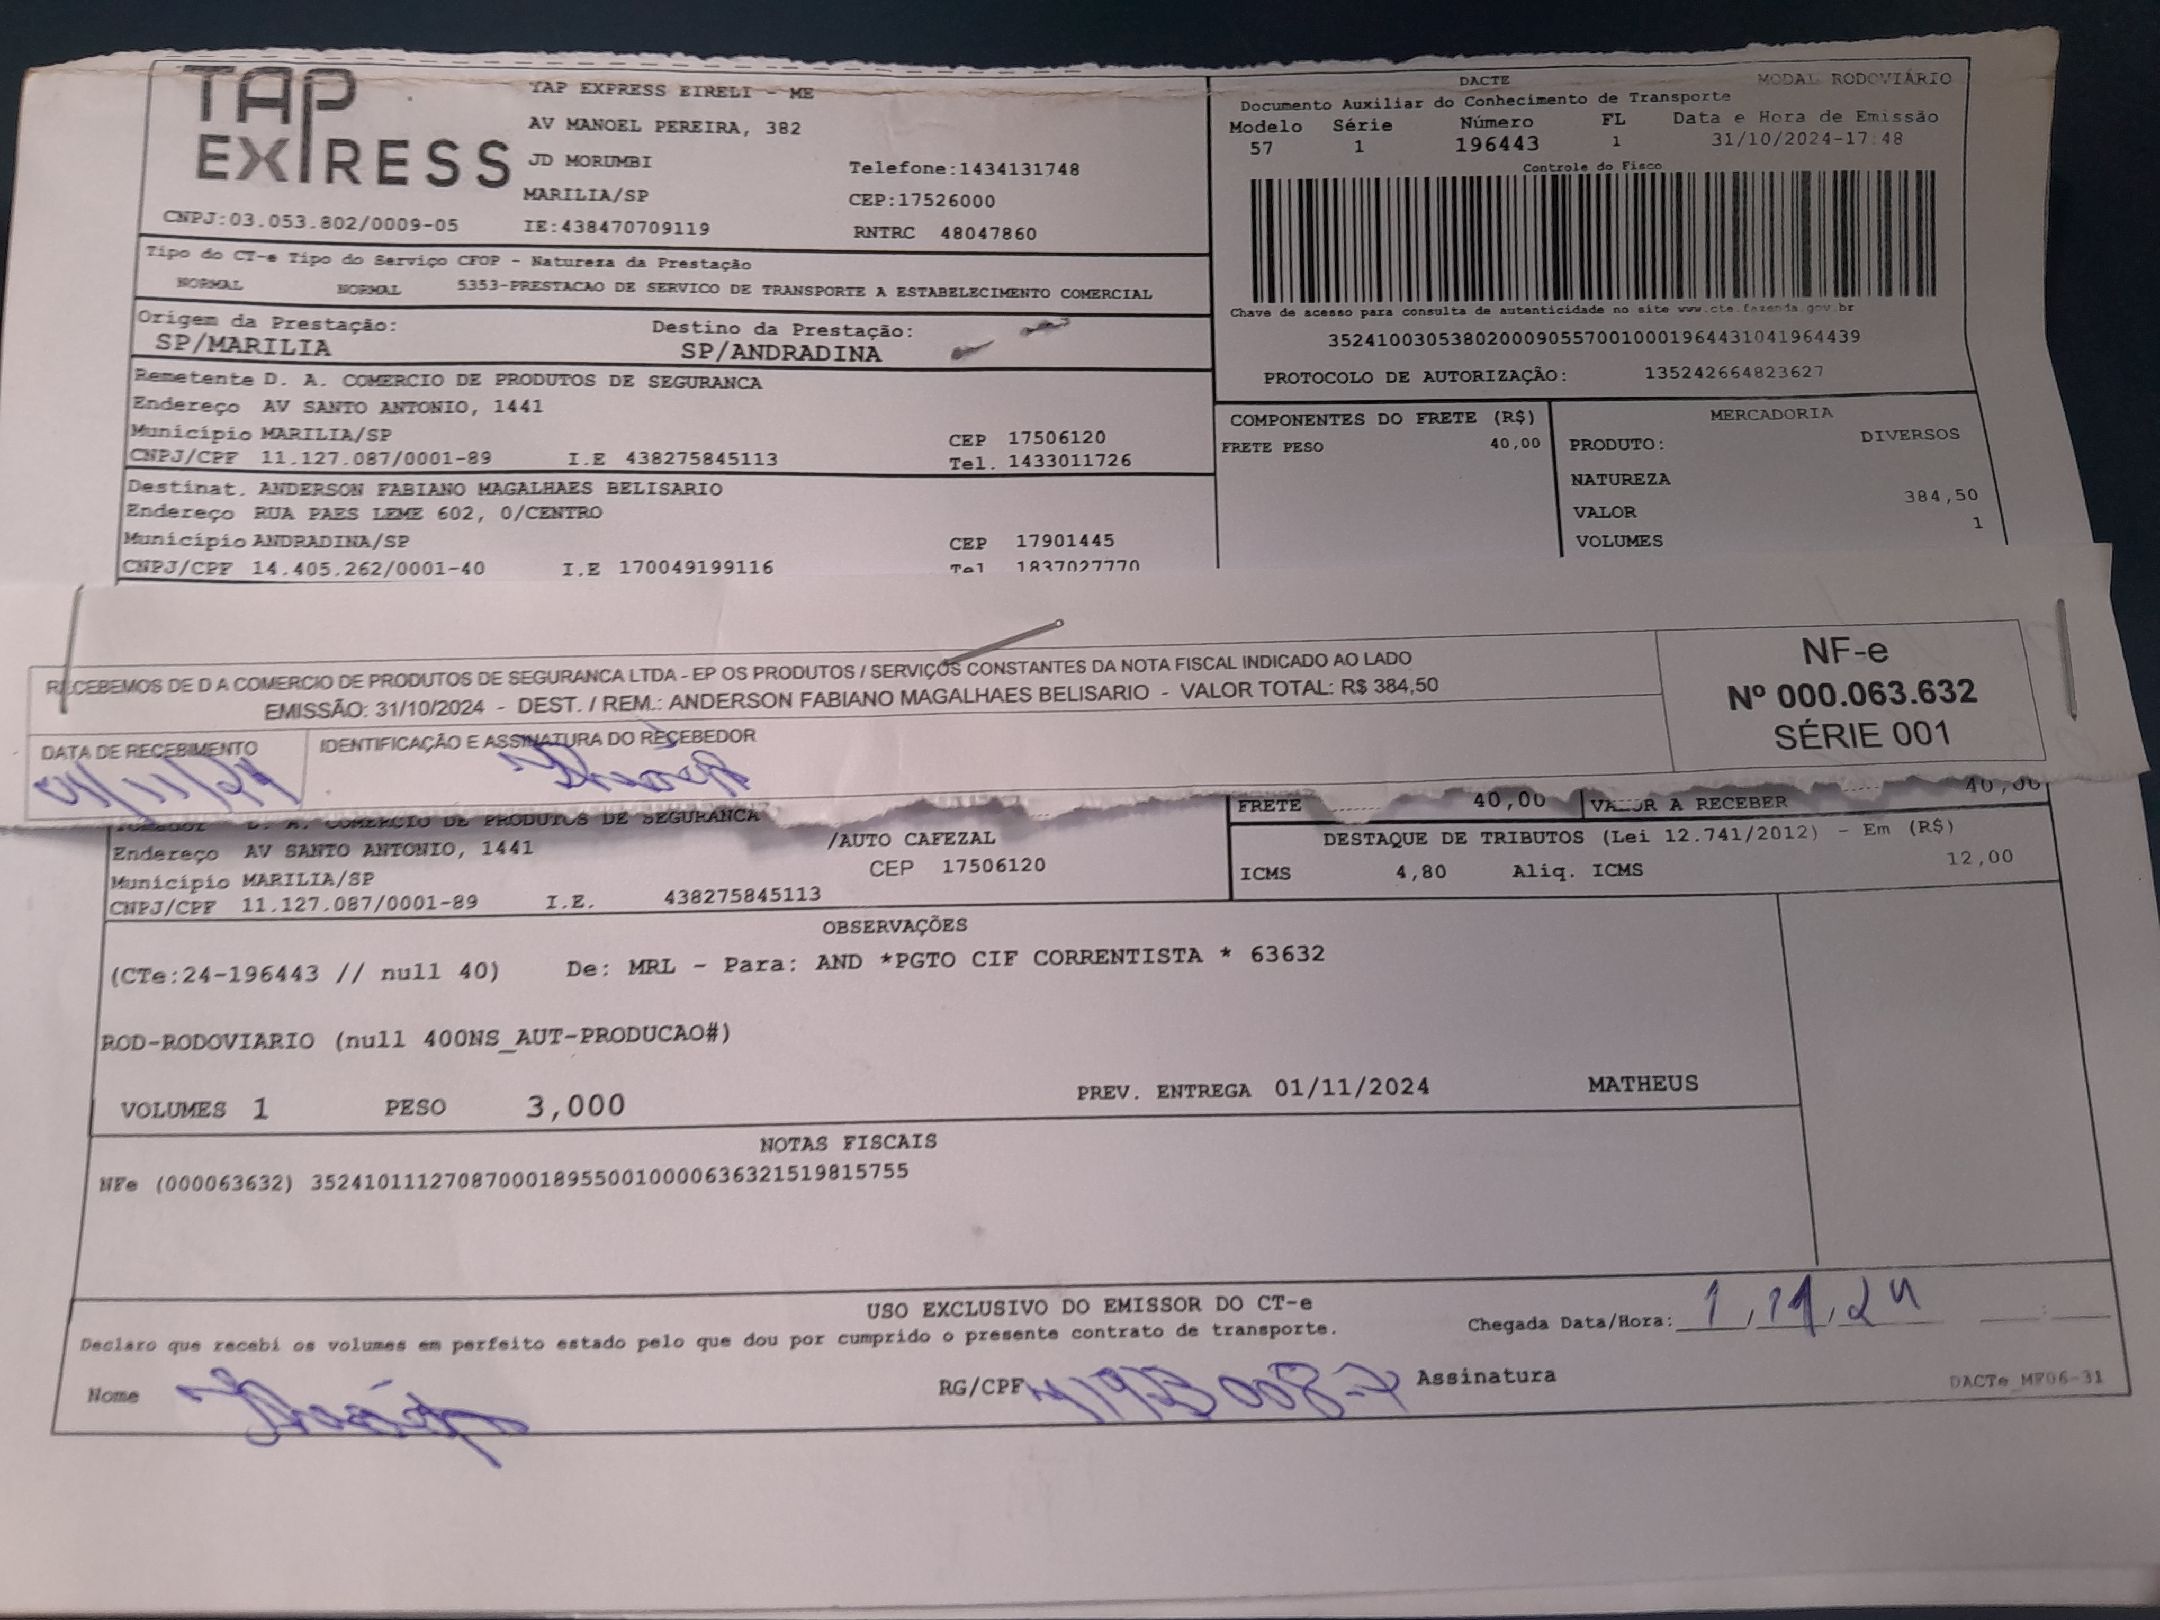 TAP EXPRESS
TAP EXPRESS EIRELI - ME
AV MANOEL PEREIRA, 382
JD MORUMBI Telefone:1434131748
MARILIA/SP CEP:17526000
CNPJ:03.053.802/0009-05 IE:438470709119 RNTRC 48047860
DACTE MODAL RODOVIÁRIO
Documento Auxiliar do Conhecimento de Transporte
Modelo Série Número FL Data e Hora de Emissão
57 1 196443 1 31/10/2024-17:48
Controle do Fisco
Chave de acesso para consulta de autenticidade no site www.cte.fazenda.gov.br
35241003053802000905570010001964431041964439
PROTOCOLO DE AUTORIZAÇÃO: 135242664823627
Tipo do CT-e Tipo do Serviço CFOP - Natureza da Prestação
NORMAL NORMAL 5353-PRESTACAO DE SERVICO DE TRANSPORTE A ESTABELECIMENTO COMERCIAL
Origem da Prestação: Destino da Prestação:
SP/MARILIA SP/ANDRADINA
Remetente D. A. COMERCIO DE PRODUTOS DE SEGURANCA
Endereço AV SANTO ANTONIO, 1441
Município MARILIA/SP CEP 17506120
CNPJ/CPF 11.127.087/0001-89 I.E 438275845113 Tel. 1433011726
Destinat. ANDERSON FABIANO MAGALHAES BELISARIO
Endereço RUA PAES LEME 602, 0/CENTRO
Município ANDRADINA/SP CEP 17901445
CNPJ/CPF 14.405.262/0001-40 I.E 170049199116 Tel 1837027770
COMPONENTES DO FRETE (R$)
FRETE PESO 40,00
MERCADORIA
PRODUTO: DIVERSOS
NATUREZA
VALOR 384,50
VOLUMES 1
RECEBEMOS DE D A COMERCIO DE PRODUTOS DE SEGURANCA LTDA - EP OS PRODUTOS / SERVIÇOS CONSTANTES DA NOTA FISCAL INDICADO AO LADO
EMISSÃO: 31/10/2024 - DEST. / REM.: ANDERSON FABIANO MAGALHAES BELISARIO - VALOR TOTAL: R$ 384,50
DATA DE RECEBIMENTO IDENTIFICAÇÃO E ASSINATURA DO RECEBEDOR
NF-e
Nº 000.063.632
SÉRIE 001
D. A. COMERCIO DE PRODUTOS DE SEGURANCA
/AUTO CAFEZAL
Endereço AV SANTO ANTONIO, 1441
Município MARILIA/SP CEP 17506120
CNPJ/CPF 11.127.087/0001-89 I.E. 438275845113
FRETE 40,00 VALOR A RECEBER 40,00
DESTAQUE DE TRIBUTOS (Lei 12.741/2012) - Em (R$)
ICMS 4,80 Aliq. ICMS 12,00
OBSERVAÇÕES
(CTe:24-196443 // null 40) De: MRL - Para: AND *PGTO CIF CORRENTISTA * 63632
ROD-RODOVIARIO (null 400NS_AUT-PRODUCAO#)
VOLUMES 1 PESO 3,000 PREV. ENTREGA 01/11/2024 MATHEUS
NOTAS FISCAIS
NFe (000063632) 35241011127087000189550010000636321519815755
USO EXCLUSIVO DO EMISSOR DO CT-e
Declaro que recebi os volumes em perfeito estado pelo que dou por cumprido o presente contrato de transporte.
Chegada Data/Hora: 1/11/24
Nome RG/CPF Assinatura
DACTe_MF06-31